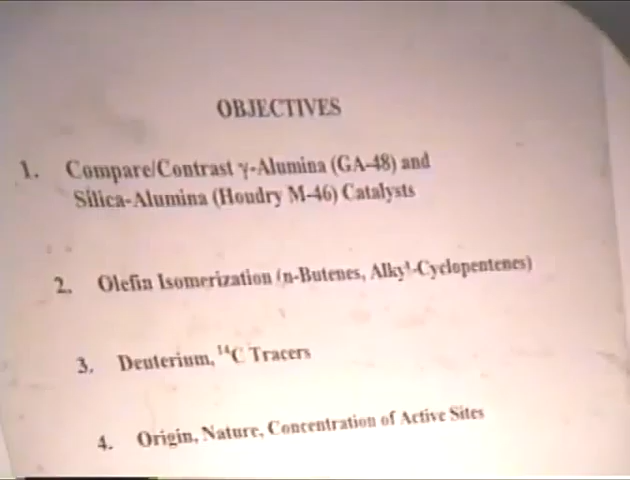 OBJECTIVES
1. Compare/Contrast γ-Alumina (GA-48) and
Silica-Alumina (Houdry M-46) Catalysts
2. Olefin Isomerization (n-Butenes, Alkyl-Cyclopentenes)
3. Deuterium, ¹⁴C Tracers
4. Origin, Nature, Concentration of Active Sites